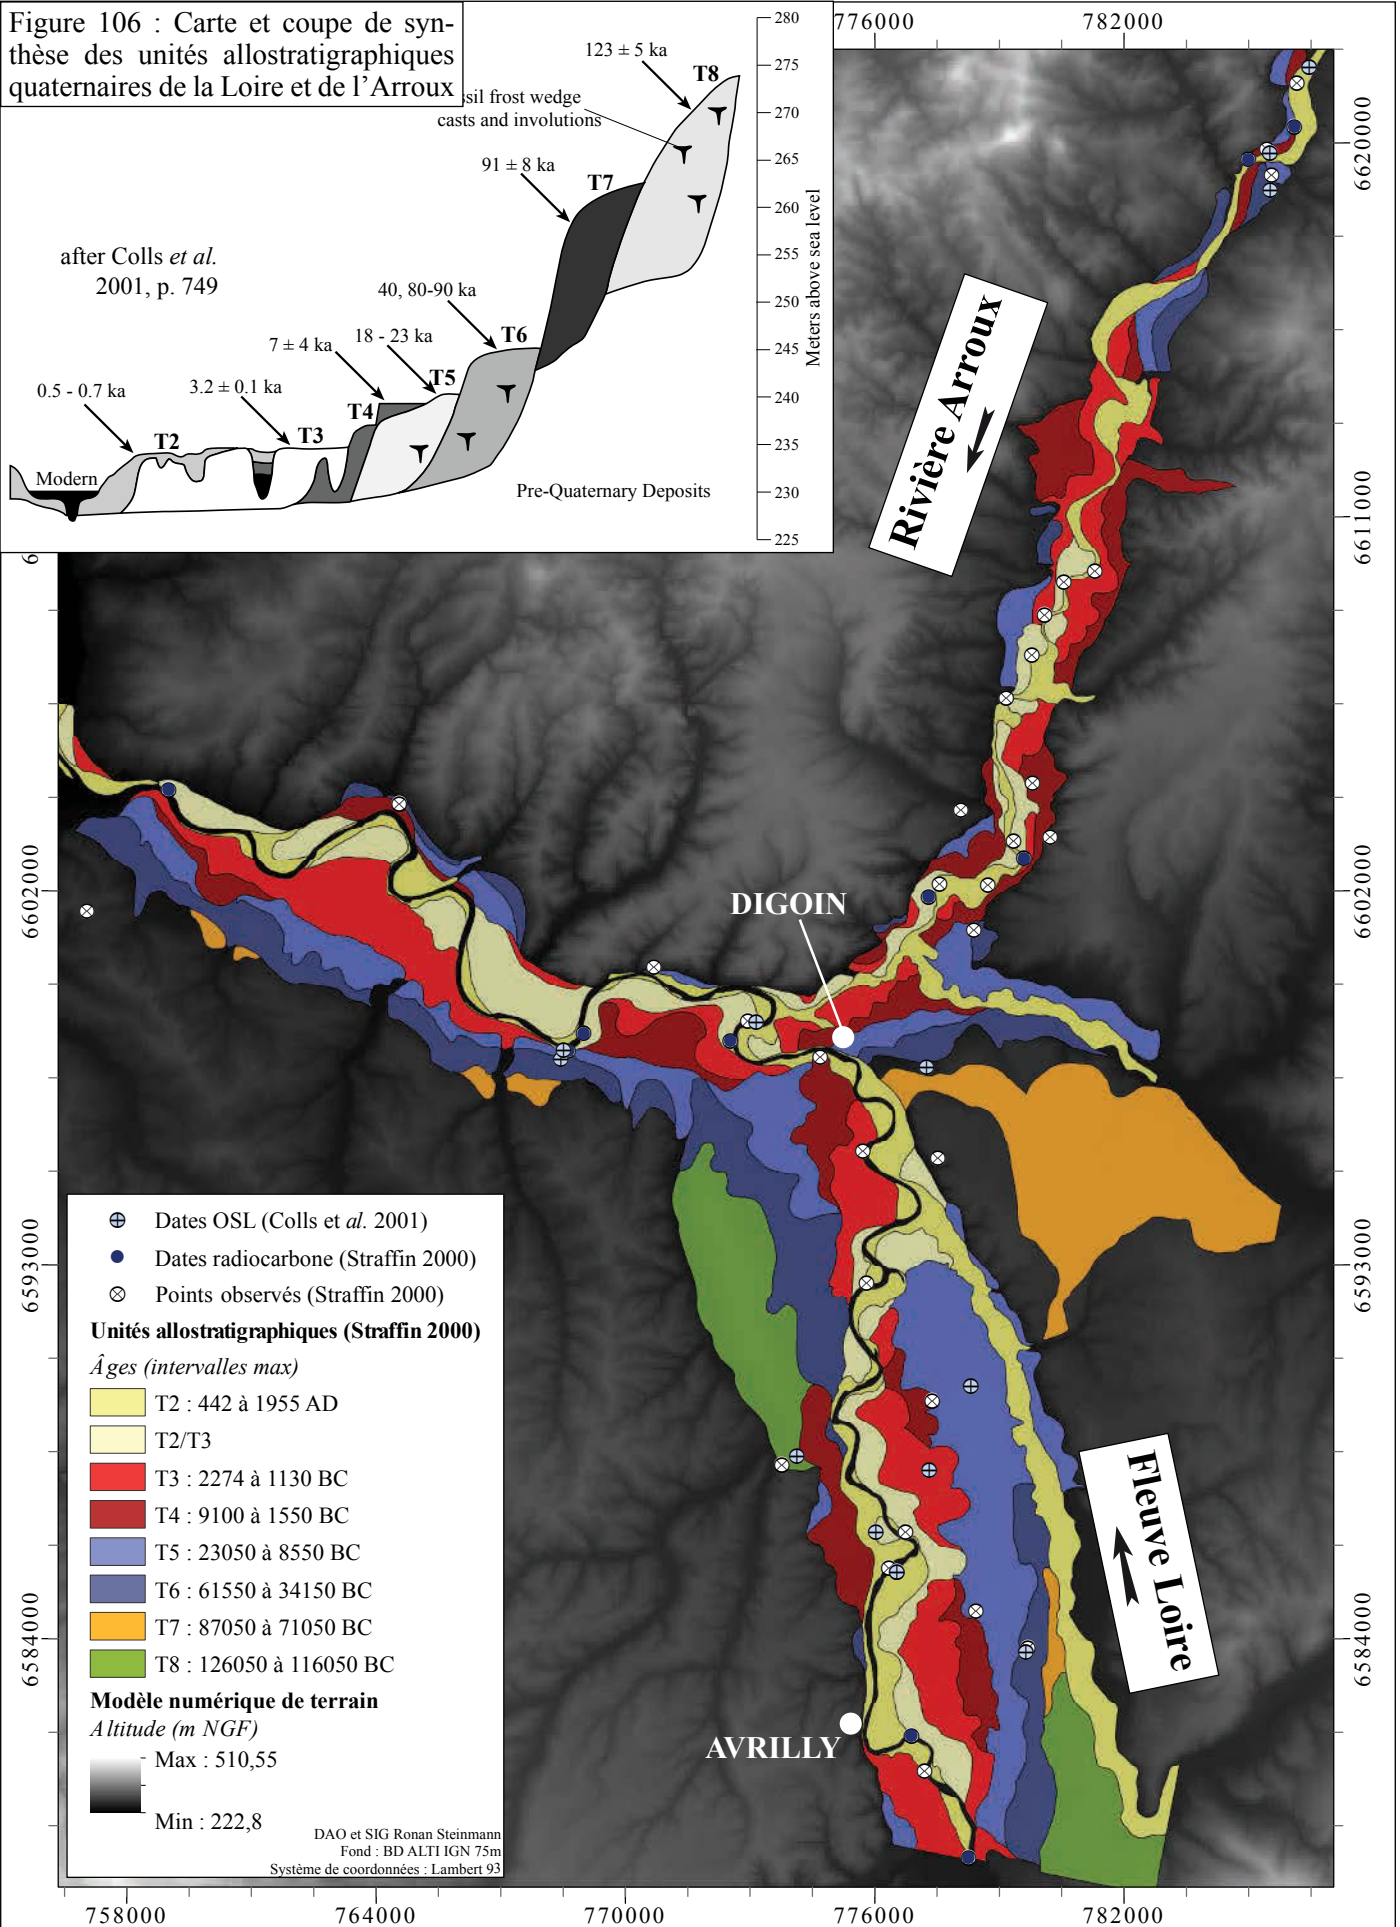 Figure 106 : Carte et coupe de syn-
thèse des unités allostratigraphiques
quaternaires de la Loire et de l'Arroux
frost wedge
casts and involutions
after Colls et al.
2001, p. 749
0.5 - 0.7 ka
3.2 ± 0.1 ka
7 ± 4 ka
18 - 23 ka
40, 80-90 ka
91 ± 8 ka
123 ± 5 ka
Modern
T2
T3
T4
T5
T6
T7
T8
Pre-Quaternary Deposits
Meters above sea level
280
275
270
265
260
255
250
245
240
235
230
225
776000
782000
6620000
6611000
6602000
6593000
6584000
Rivière Arroux
DIGOIN
Fleuve Loire
AVRILLY
6602000
6593000
6584000
Dates OSL (Colls et al. 2001)
Dates radiocarbone (Straffin 2000)
Points observés (Straffin 2000)
Unités allostratigraphiques (Straffin 2000)
Âges (intervalles max)
T2 : 442 à 1955 AD
T2/T3
T3 : 2274 à 1130 BC
T4 : 9100 à 1550 BC
T5 : 23050 à 8550 BC
T6 : 61550 à 34150 BC
T7 : 87050 à 71050 BC
T8 : 126050 à 116050 BC
Modèle numérique de terrain
Altitude (m NGF)
Max : 510,55
Min : 222,8
DAO et SIG Ronan Steinmann
Fond : BD ALTI IGN 75m
Système de coordonnées : Lambert 93
758000
764000
770000
776000
782000